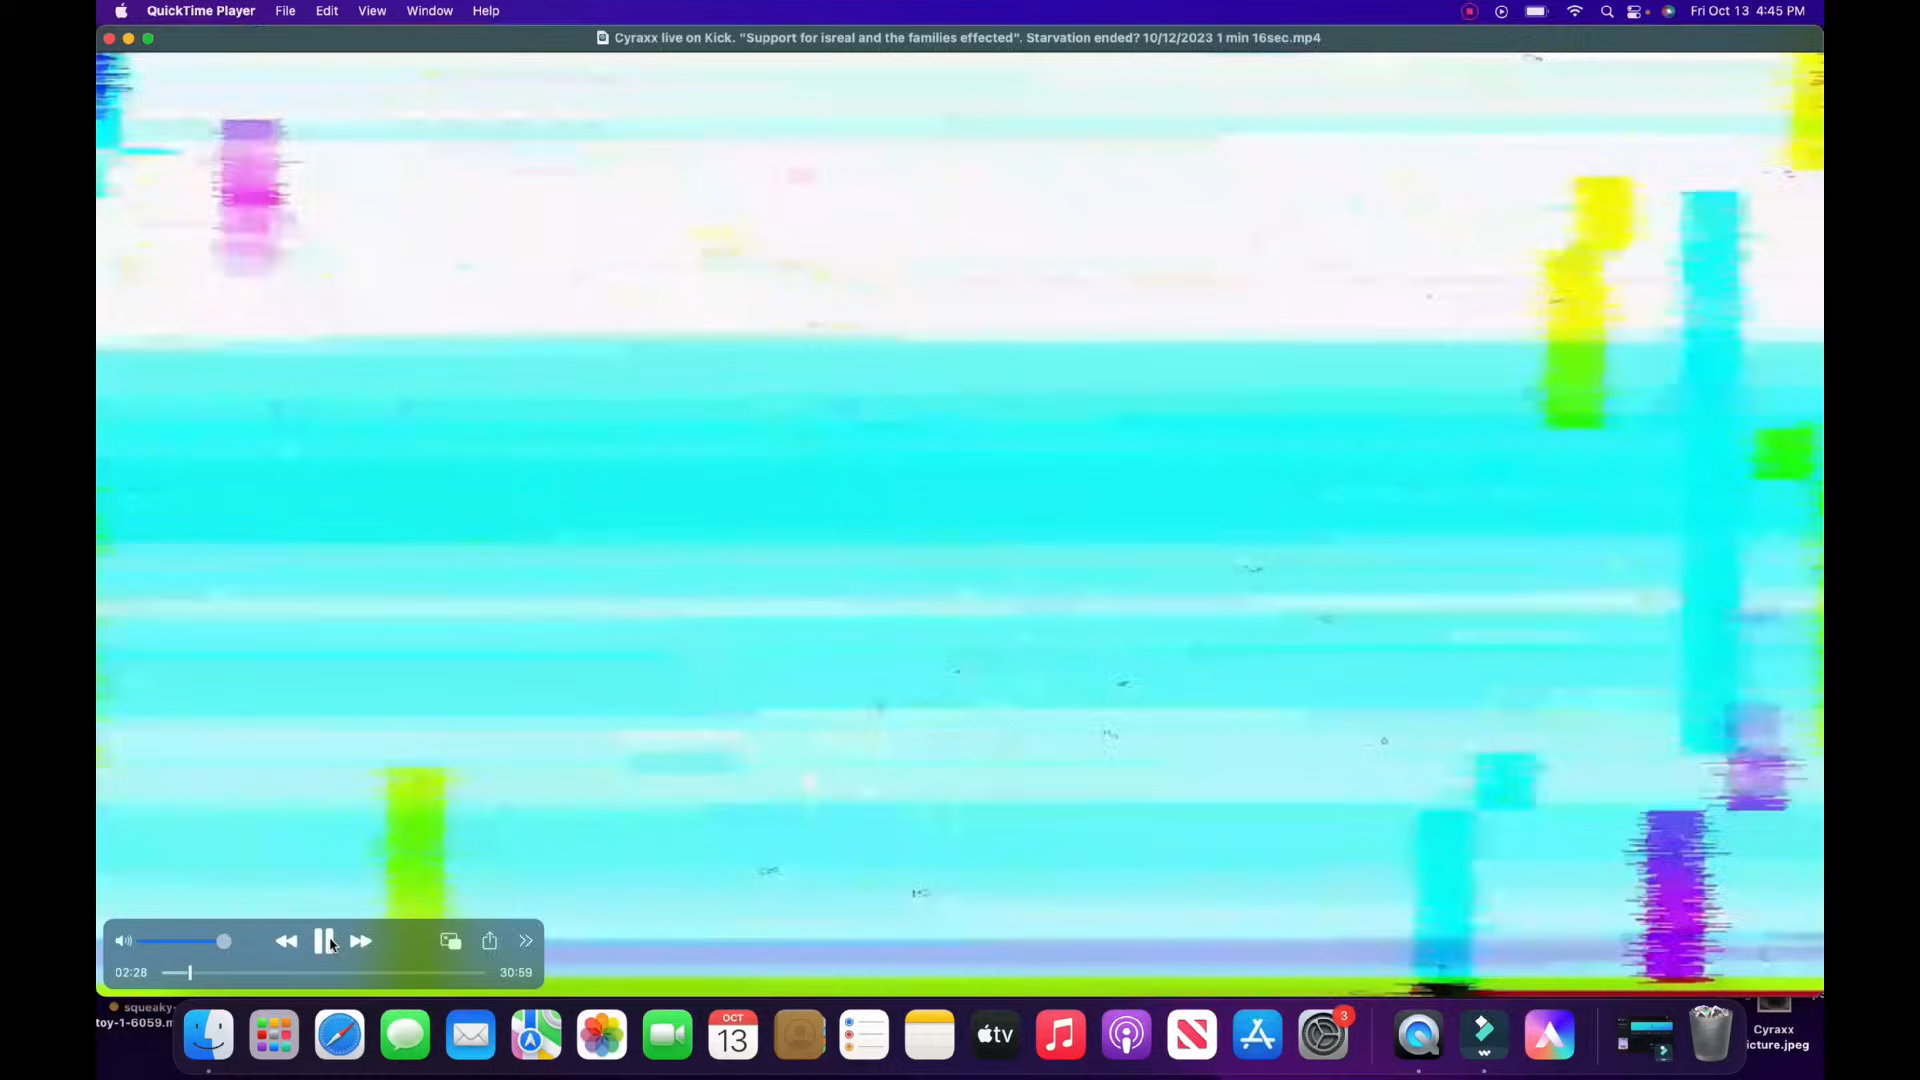 QuickTime Player File Edit View Window Help Fri Oct 13 4:45 PM
Cyraxx live on Kick. "Support for isreal and the families effected". Starvation ended? 10/12/2023 1 min 16sec.mp4
02:28 30:59
squeaky-
toy-1-6059.m
OCT
13
tv
3
Cyraxx
icture.jpeg